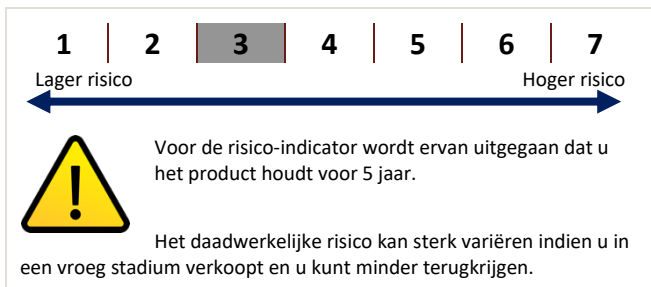 1 2 3 4 5 6 7
Lager risico Hoger risico
Voor de risico-indicator wordt ervan uitgegaan dat u
het product houdt voor 5 jaar.
Het daadwerkelijke risico kan sterk variëren indien u in
een vroeg stadium verkoopt en u kunt minder terugkrijgen.